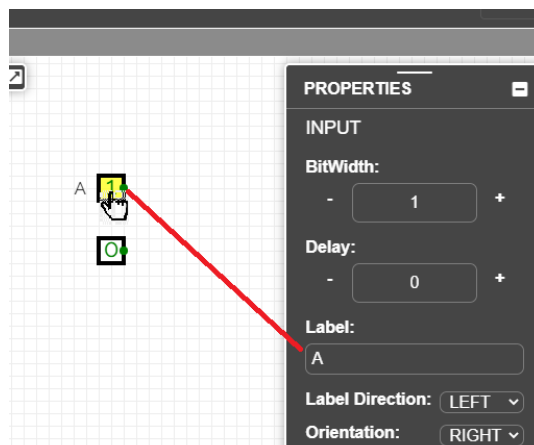 PROPERTIES
INPUT
BitWidth:
- 1 +
Delay:
- 0 +
Label:
A
Label Direction: LEFT
Orientation: RIGHT
A 1
0